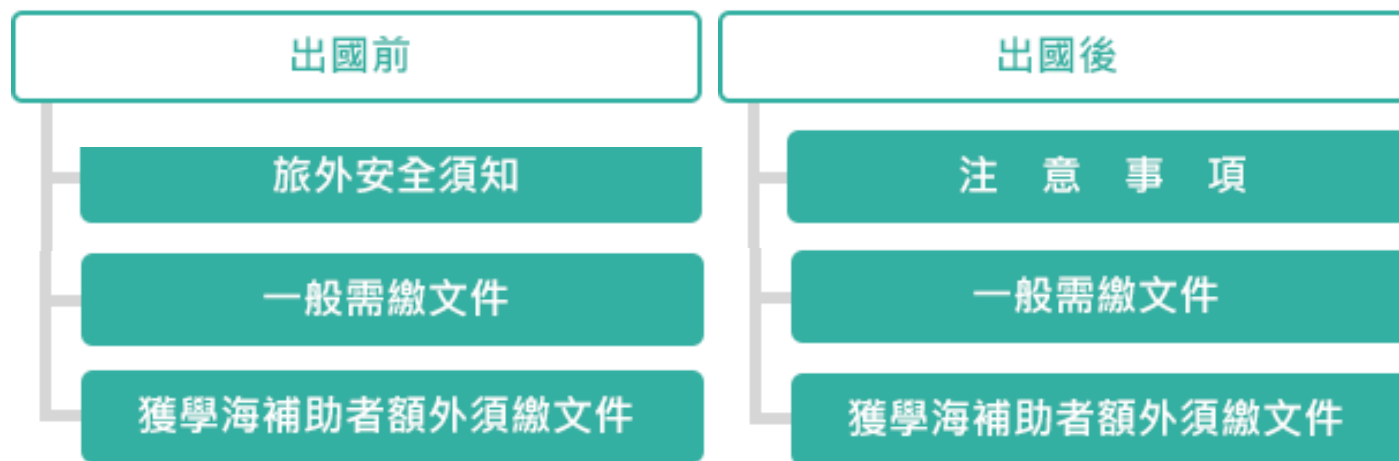 出國前
旅外安全須知
一般需繳文件
獲學海補助者額外須繳文件
出國後
注 意 事 項
一般需繳文件
獲學海補助者額外須繳文件